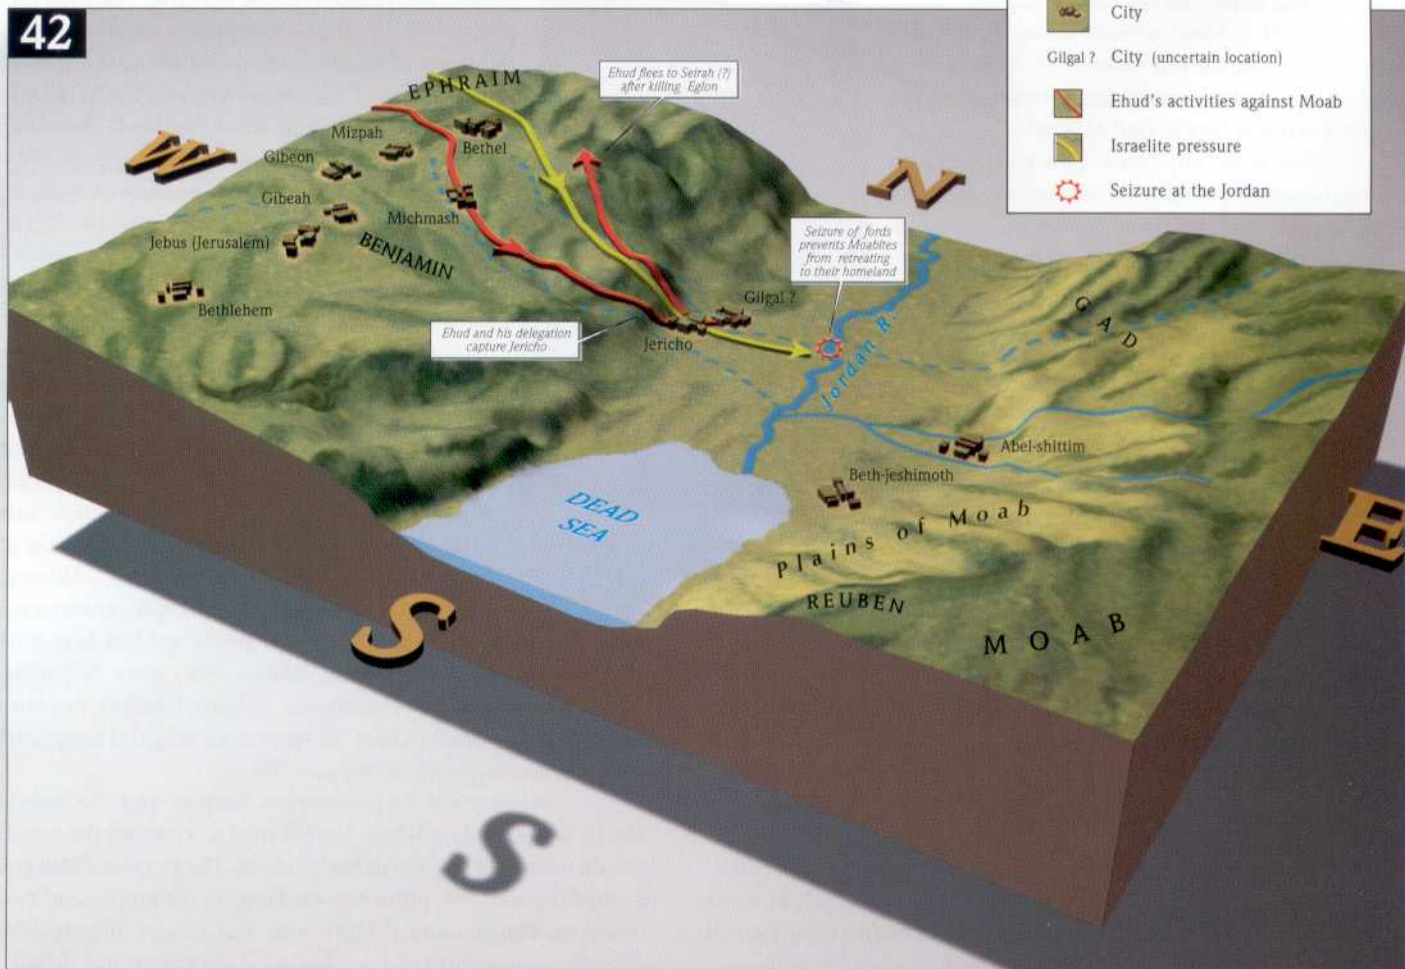 42
City
Gilgal ? City (uncertain location)
Ehud's activities against Moab
Israelite pressure
Seizure at the Jordan
EPHRAIM
Ehud flees to Seirah (?)
after killing Eglon
W
N
Mizpah
Bethel
Gibeon
Gibeah
Michmash
Jebus (Jerusalem)
BENJAMIN
Bethlehem
Seizure of fords
prevents Moabites
from retreating
to their homeland
Gilgal ?
Jericho
Ehud and his delegation
capture Jericho
Jordan R.
GAD
Abel-shittim
Beth-jeshimoth
DEAD
SEA
Plains of Moab
REUBEN
MOAB
E
S
S